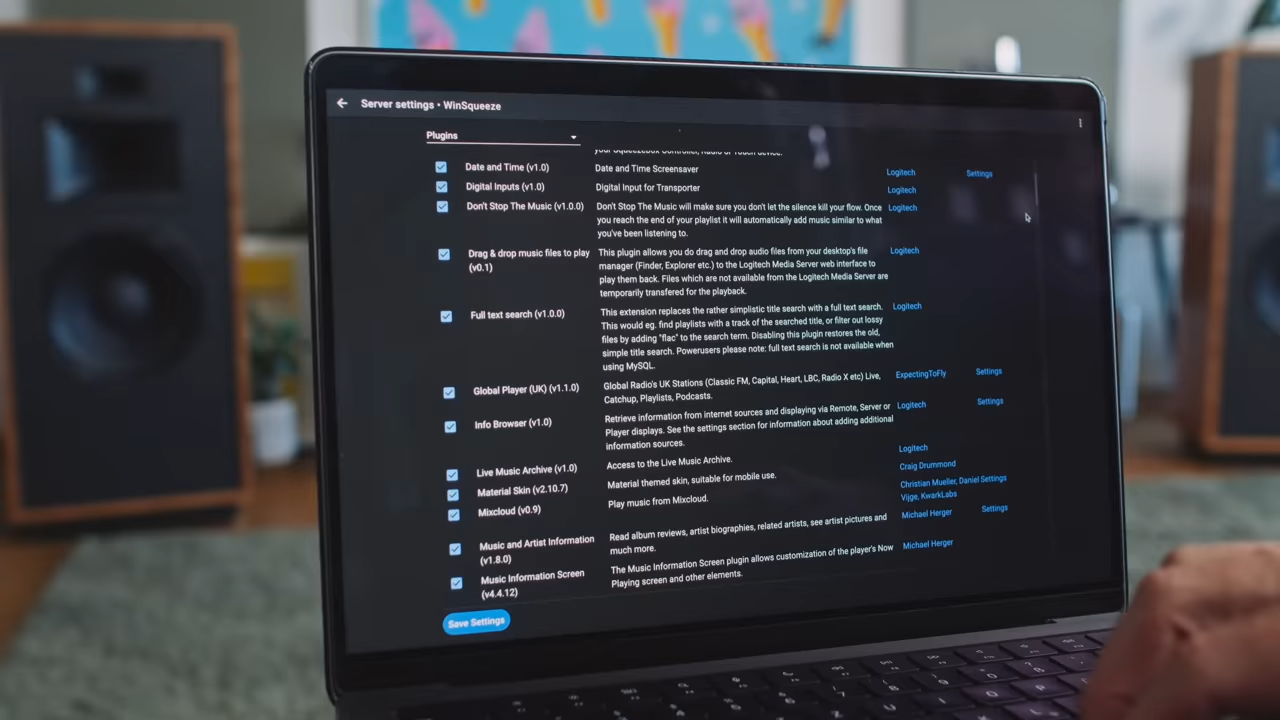 Server settings • WinSqueeze
Plugins
your Squeezebox Controller, Radio or Touch device.
Date and Time (v1.0)
Date and Time Screensaver
Logitech
Settings
Digital Inputs (v1.0)
Digital Input for Transporter
Logitech
Don't Stop The Music (v1.0.0)
Don't Stop The Music will make sure you don't let the silence kill your flow. Once
you reach the end of your playlist it will automatically add music similar to what
you've been listening to.
Logitech
Drag & drop music files to play
(v0.1)
This plugin allows you do drag and drop audio files from your desktop's file
manager (Finder, Explorer etc.) to the Logitech Media Server web interface to
play them back. Files which are not available from the Logitech Media Server are
temporarily transfered for the playback.
Logitech
Full text search (v1.0.0)
This extension replaces the rather simplistic title search with a full text search.
This would eg. find playlists with a track of the searched title, or filter out lossy
files by adding "flac" to the search term. Disabling this plugin restores the old,
simple title search. Powerusers please note: full text search is not available when
using MySQL.
Logitech
Global Player (UK) (v1.1.0)
Global Radio's UK Stations (Classic FM, Capital, Heart, LBC, Radio X etc) Live,
Catchup, Playlists, Podcasts.
ExpectingToFly
Settings
Info Browser (v1.0)
Retrieve information from internet sources and displaying via Remote, Server or
Player displays. See the settings section for information about adding additional
information sources.
Logitech
Settings
Live Music Archive (v1.0)
Access to the Live Music Archive.
Logitech
Material Skin (v2.10.7)
Material themed skin, suitable for mobile use.
Craig Drummond
Mixcloud (v0.9)
Play music from Mixcloud.
Christian Mueller, Daniel Settings
Vijge, KwarkLabs
Music and Artist Information
(v1.8.0)
Read album reviews, artist biographies, related artists, see artist pictures and
much more.
Michael Herger
Settings
Music Information Screen
(v4.4.12)
The Music Information Screen plugin allows customization of the player's Now
Playing screen and other elements.
Michael Herger
Save Settings